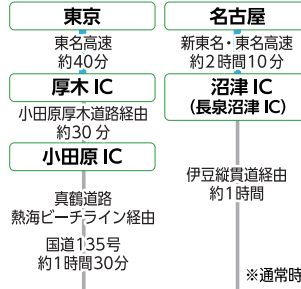 東京
東名高速
約40分
厚木 IC
小田原厚木道路経由
約30分
小田原 IC
真鶴道路
熱海ビーチライン経由
国道135号
約1時間30分
名古屋
新東名・東名高速
約2時間10分
沼津 IC
(長泉沼津 IC)
伊豆縦貫道経由
約1時間
※通常時